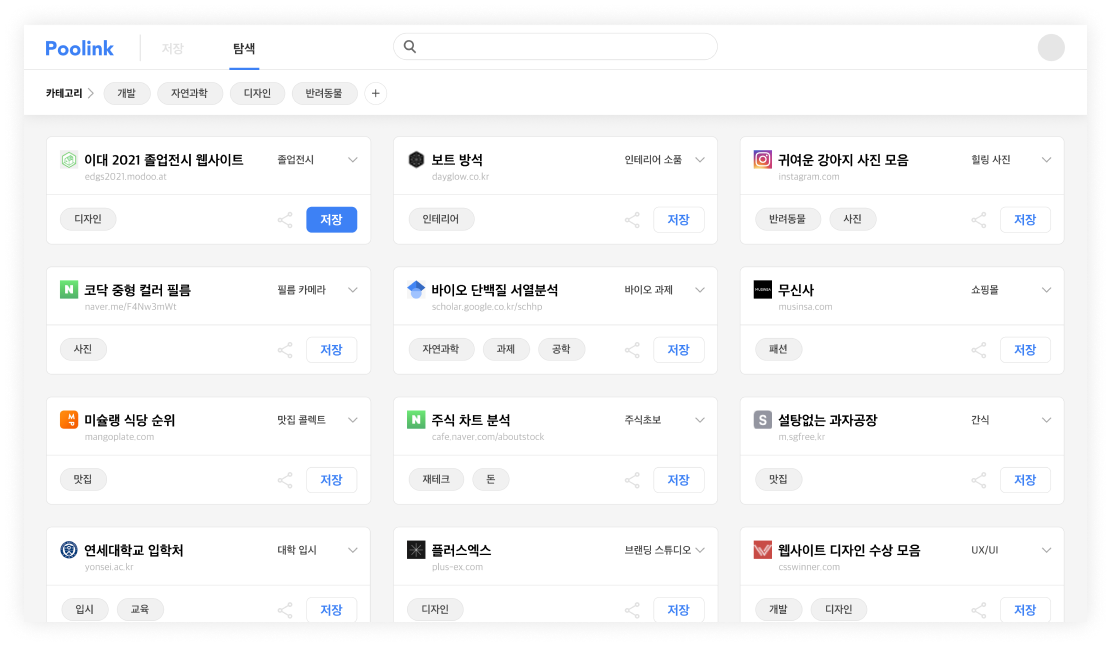 Poolink 저장 탐색
카테고리 개발 자연과학 디자인 반려동물 +
이대 2021 졸업전시 웹사이트 졸업전시
edgs2021.modoo.at
디자인 저장
보트 방석 인테리어 소품
dayglow.co.kr
인테리어 저장
귀여운 강아지 사진 모음 힐링 사진
instagram.com
반려동물 사진 저장
N 코닥 중형 컬러 필름 필름 카메라
naver.me/F4Nw3mWt
사진 저장
바이오 단백질 서열분석 바이오 과제
scholar.google.co.kr/schhp
자연과학 과제 공학 저장
MUSINSA 무신사 쇼핑몰
musinsa.com
패션 저장
미슐랭 식당 순위 맛집 콜렉트
mangoplate.com
맛집 저장
N 주식 차트 분석 주식초보
cafe.naver.com/aboutstock
재테크 돈 저장
S 설탕없는 과자공장 간식
m.sgfree.kr
맛집 저장
연세대학교 입학처 대학 입시
yonsei.ac.kr
입시 교육 저장
플러스엑스 브랜딩 스튜디오
plus-ex.com
디자인 저장
웹사이트 디자인 수상 모음 UX/UI
csswinner.com
개발 디자인 저장